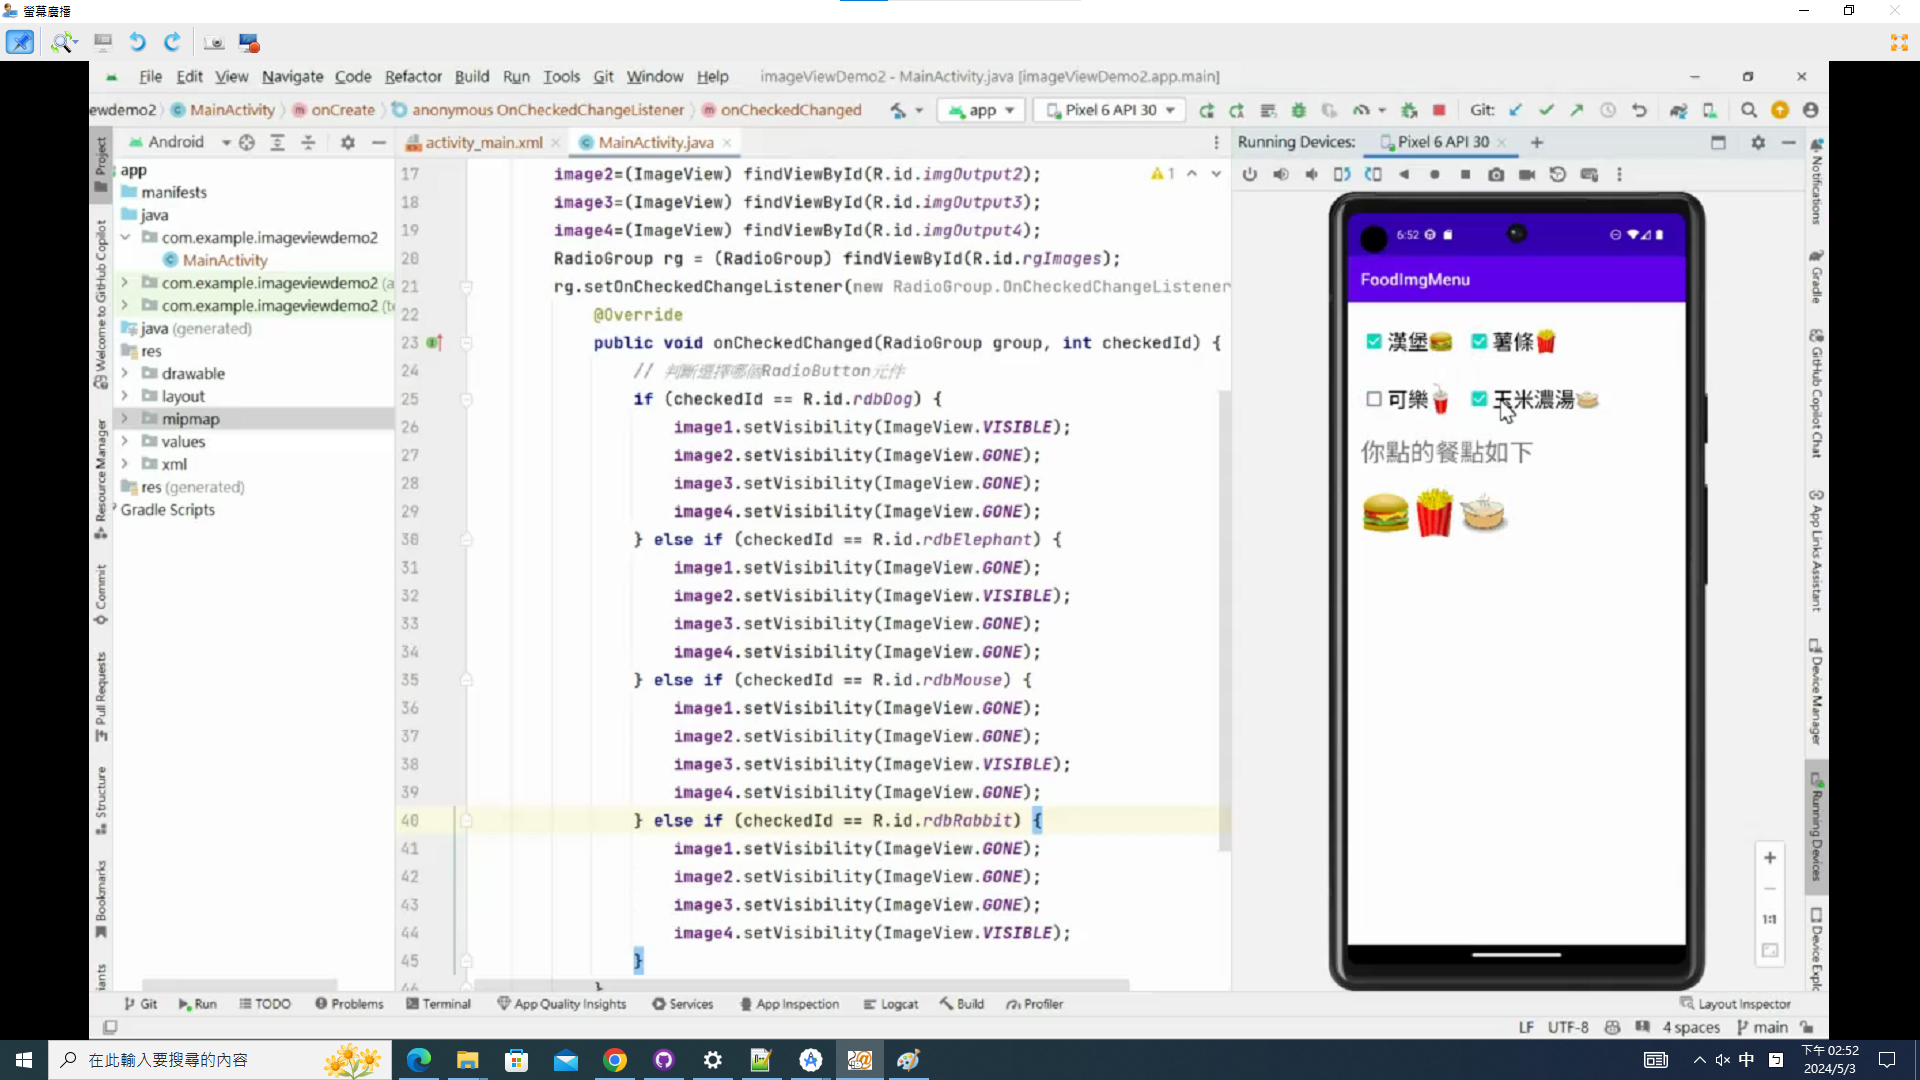 螢幕廣播
File Edit View Navigate Code Refactor Build Run Tools Git Window Help imageViewDemo2 - MainActivity.java [imageViewDemo2.app.main]
ewdemo2 MainActivity onCreate anonymous OnCheckedChangeListener onCheckedChanged app Pixel 6 API 30 Git:
Android activity_main.xml MainActivity.java Running Devices: Pixel 6 API 30
Project
Welcome to GitHub Copilot
Resource Manager
Commit
Pull Requests
Structure
Bookmarks
iants
app
manifests
java
com.example.imageviewdemo2
MainActivity
com.example.imageviewdemo2 (a
com.example.imageviewdemo2 (t
java (generated)
res
drawable
layout
mipmap
values
xml
res (generated)
Gradle Scripts
17 image2=(ImageView) findViewById(R.id.imgOutput2); 1
18 image3=(ImageView) findViewById(R.id.imgOutput3);
19 image4=(ImageView) findViewById(R.id.imgOutput4);
20 RadioGroup rg = (RadioGroup) findViewById(R.id.rgImages);
21 rg.setOnCheckedChangeListener(new RadioGroup.OnCheckedChangeListener
22 @Override
23 public void onCheckedChanged(RadioGroup group, int checkedId) {
24 // 判斷選擇哪個RadioButton元件
25 if (checkedId == R.id.rdbDog) {
26 image1.setVisibility(ImageView.VISIBLE);
27 image2.setVisibility(ImageView.GONE);
28 image3.setVisibility(ImageView.GONE);
29 image4.setVisibility(ImageView.GONE);
30 } else if (checkedId == R.id.rdbElephant) {
31 image1.setVisibility(ImageView.GONE);
32 image2.setVisibility(ImageView.VISIBLE);
33 image3.setVisibility(ImageView.GONE);
34 image4.setVisibility(ImageView.GONE);
35 } else if (checkedId == R.id.rdbMouse) {
36 image1.setVisibility(ImageView.GONE);
37 image2.setVisibility(ImageView.GONE);
38 image3.setVisibility(ImageView.VISIBLE);
39 image4.setVisibility(ImageView.GONE);
40 } else if (checkedId == R.id.rdbRabbit) {
41 image1.setVisibility(ImageView.GONE);
42 image2.setVisibility(ImageView.GONE);
43 image3.setVisibility(ImageView.GONE);
44 image4.setVisibility(ImageView.VISIBLE);
45 }
46 }
6:52
FoodImgMenu
漢堡 薯條
可樂 玉米濃湯
你點的餐點如下
1:1
Notifications
Gradle
GitHub Copilot Chat
App Links Assistant
Device Manager
Running Devices
Device Explo
Git Run TODO Problems Terminal App Quality Insights Services App Inspection Logcat Build Profiler Layout Inspector
LF UTF-8 4 spaces main
在此輸入要搜尋的內容 中 下午 02:52
2024/5/3